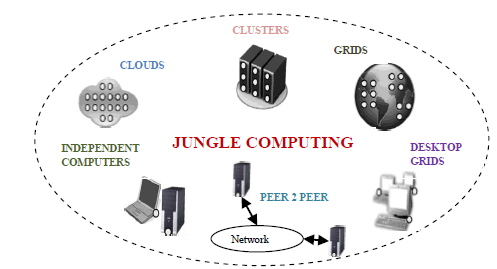 CLUSTERS
GRIDS
CLOUDS
INDEPENDENT
COMPUTERS
JUNGLE COMPUTING
DESKTOP
GRIDS
PEER 2 PEER
Network